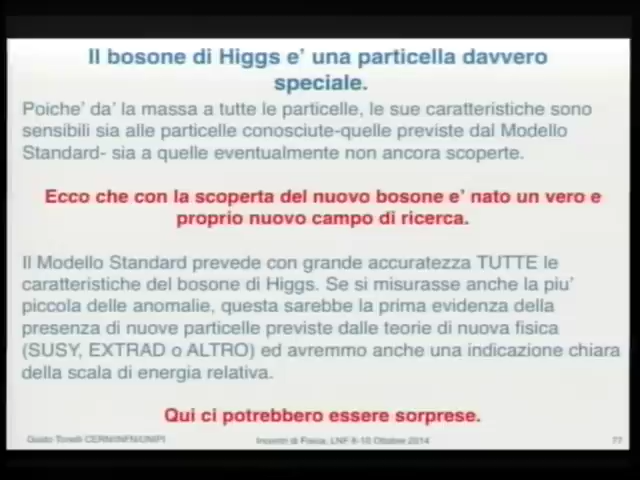 Il bosone di Higgs e' una particella davvero
speciale.
Poiche' da' la massa a tutte le particelle, le sue caratteristiche sono
sensibili sia alle particelle conosciute-quelle previste dal Modello
Standard- sia a quelle eventualmente non ancora scoperte.
Ecco che con la scoperta del nuovo bosone e' nato un vero e
proprio nuovo campo di ricerca.
Il Modello Standard prevede con grande accuratezza TUTTE le
caratteristiche del bosone di Higgs. Se si misurasse anche la piu'
piccola delle anomalie, questa sarebbe la prima evidenza della
presenza di nuove particelle previste dalle teorie di nuova fisica
(SUSY, EXTRAD o ALTRO) ed avremmo anche una indicazione chiara
della scala di energia relativa.
Qui ci potrebbero essere sorprese.
Guido Tonelli CERN/INFN/UNIPI
Incontri di Fisica, LNF 8-10 Ottobre 2014
77